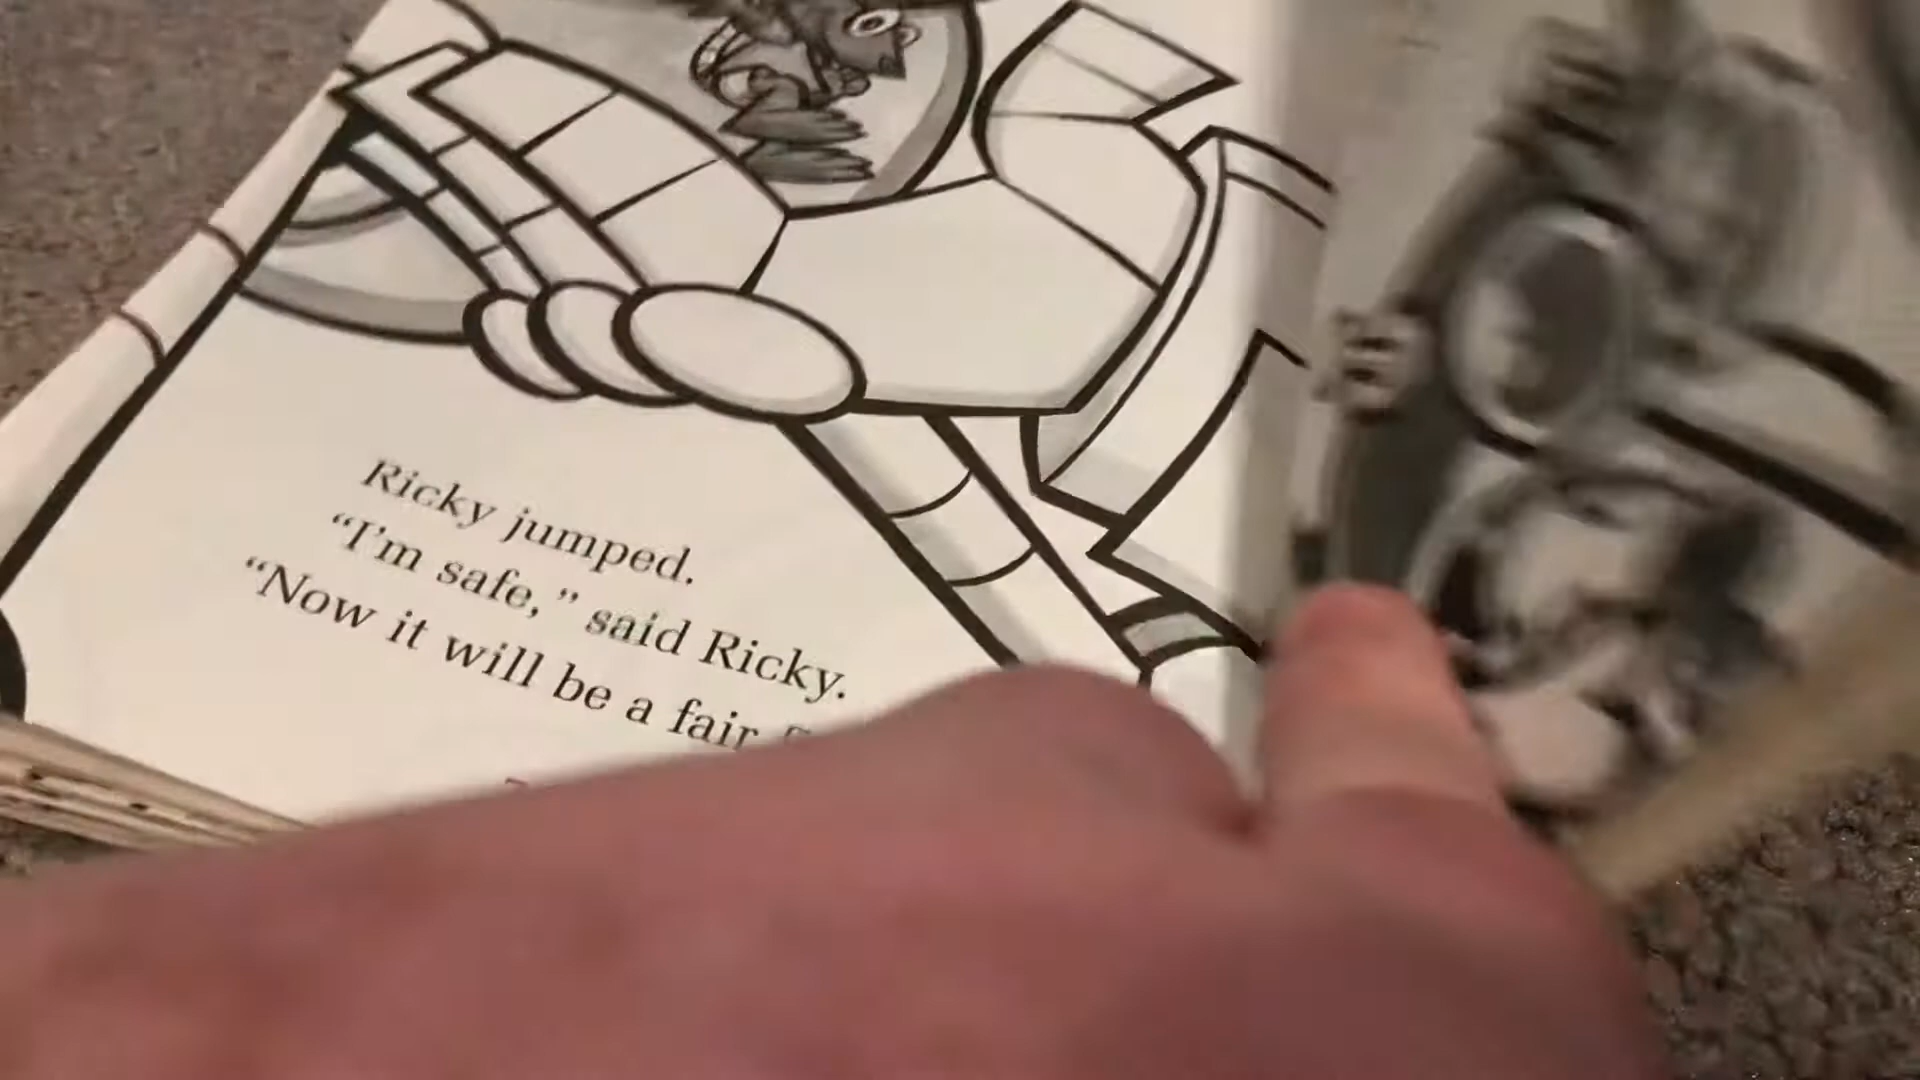 Ricky jumped.
“I’m safe,” said Ricky.
“Now it will be a fair